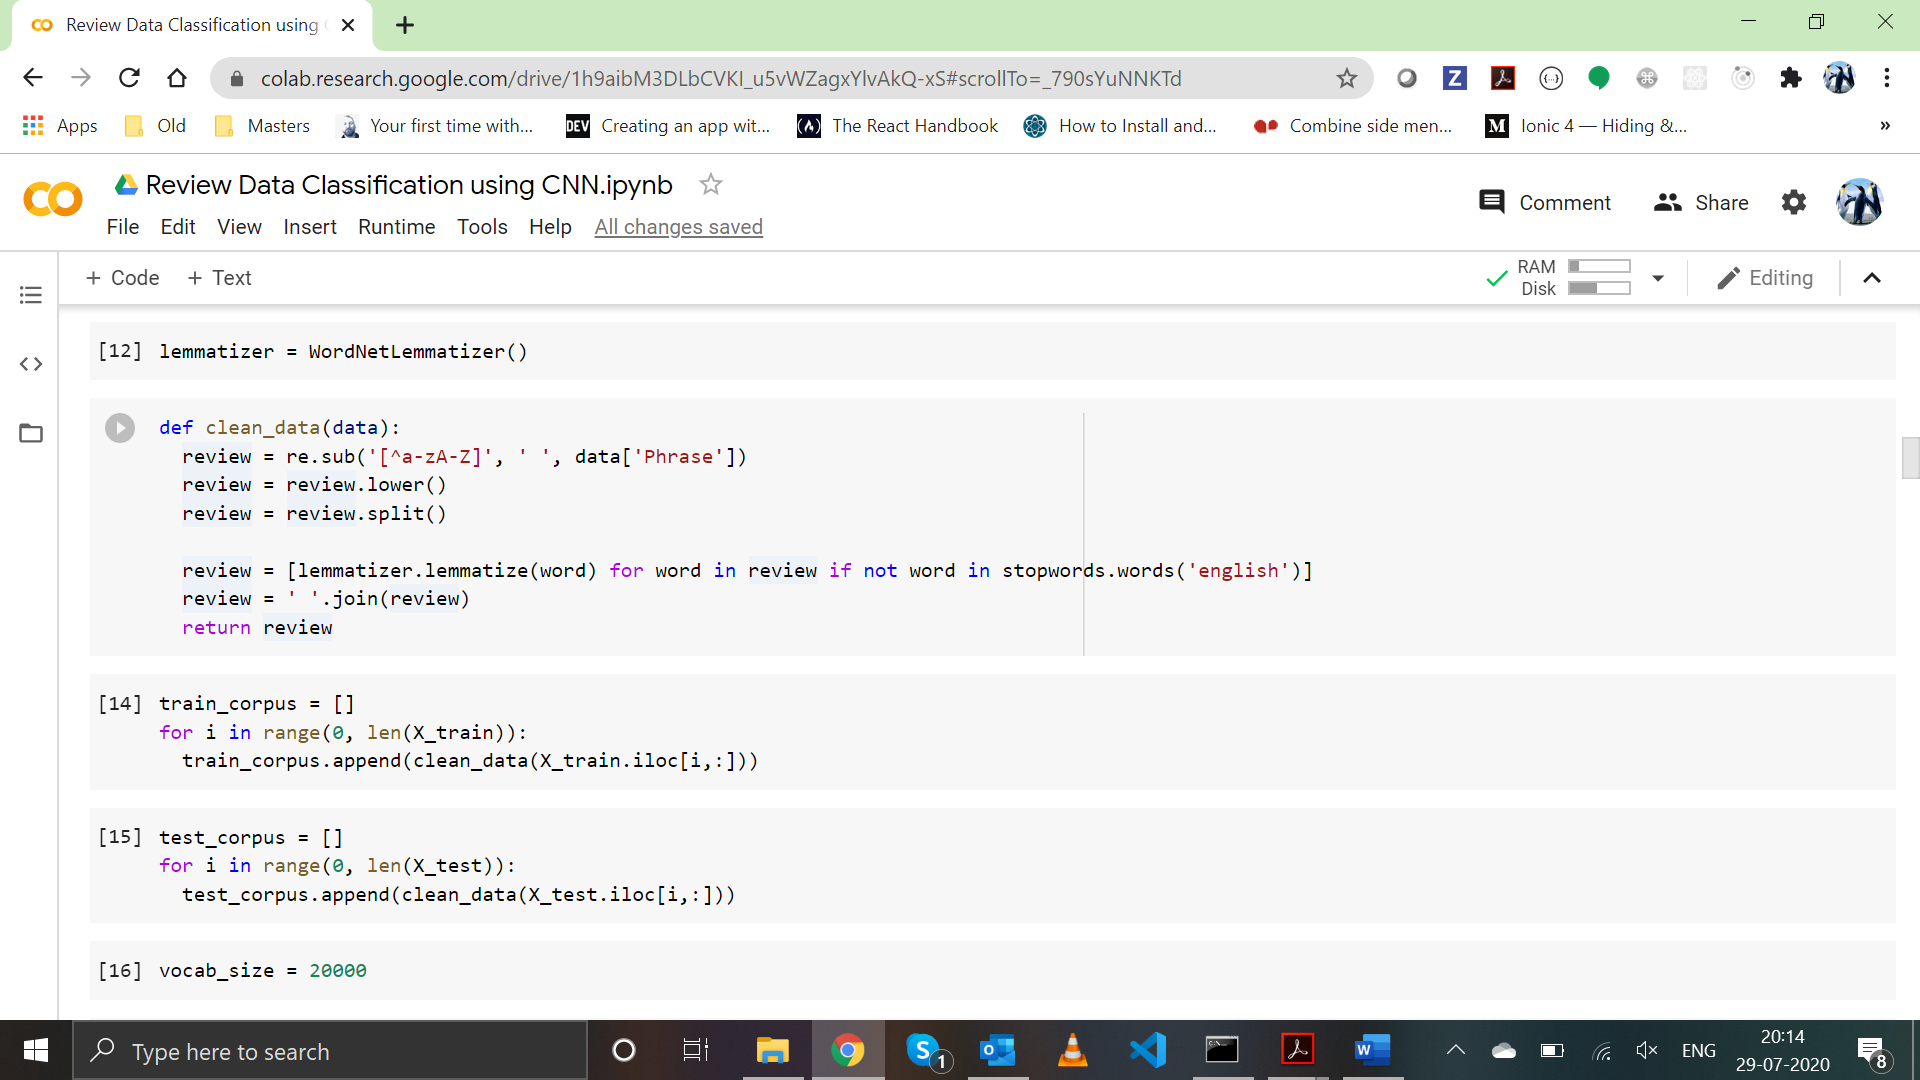 Review Data Classification using
colab.research.google.com/drive/1h9aibM3DLbCVKI_u5vWZagxYlvAkQ-xS#scrollTo=_790sYuNNKTd
Apps Old Masters Your first time with... DEV Creating an app wit... The React Handbook How to Install and... Combine side men... M Ionic 4 — Hiding &... »
Review Data Classification using CNN.ipynb
Comment Share
File Edit View Insert Runtime Tools Help All changes saved
+ Code + Text
RAM
Disk
Editing
[12] lemmatizer = WordNetLemmatizer()
def clean_data(data):
  review = re.sub('[^a-zA-Z]', ' ', data['Phrase'])
  review = review.lower()
  review = review.split()
  review = [lemmatizer.lemmatize(word) for word in review if not word in stopwords.words('english')]
  review = ' '.join(review)
  return review
[14] train_corpus = []
for i in range(0, len(X_train)):
  train_corpus.append(clean_data(X_train.iloc[i,:]))
[15] test_corpus = []
for i in range(0, len(X_test)):
  test_corpus.append(clean_data(X_test.iloc[i,:]))
[16] vocab_size = 20000
Type here to search
S 1
ENG
20:14
29-07-2020
8